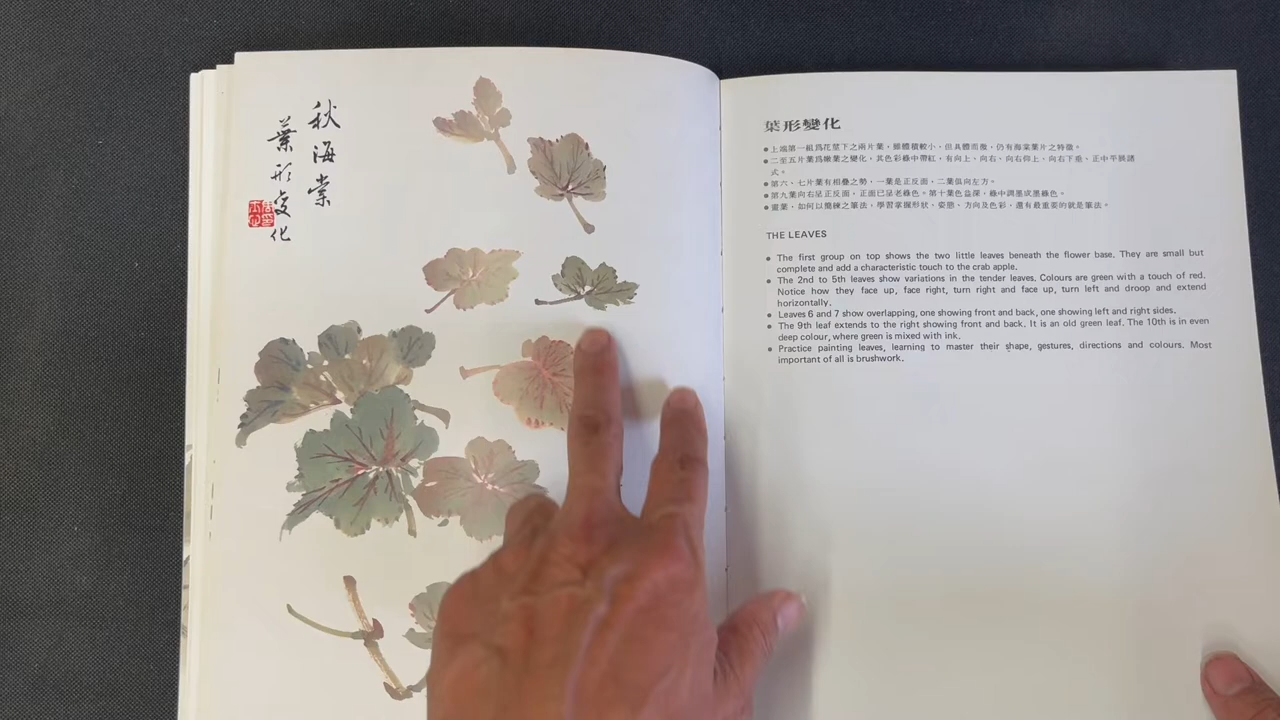 秋海棠
葉形变化
葉形變化
●上端第一組爲花莖下之兩片葉，雖體積較小，但具體而微，仍有海棠葉片之特徵。
●二至五片葉爲嫩葉之變化，其色彩綠中帶紅，有向上、向右、向右仰上、向右下垂、正中平展諸
式。
●第六、七片葉有相疊之勢，一葉是正反面，二葉俱向左方。
●第九葉向右呈正反面，正面已呈老綠色。第十葉色益深，綠中調墨成墨綠色。
●畫葉，如何以簡練之筆法，學習掌握形狀、姿態、方向及色彩，還有最重要的就是筆法。
THE LEAVES
● The first group on top shows the two little leaves beneath the flower base. They are small but
complete and add a characteristic touch to the crab apple.
● The 2nd to 5th leaves show variations in the tender leaves. Colours are green with a touch of red.
Notice how they face up, face right, turn right and face up, turn left and droop and extend
horizontally.
● Leaves 6 and 7 show overlapping, one showing front and back, one showing left and right sides.
● The 9th leaf extends to the right showing front and back. It is an old green leaf. The 10th is in even
deep colour, where green is mixed with ink.
● Practice painting leaves, learning to master their shape, gestures, directions and colours. Most
important of all is brushwork.